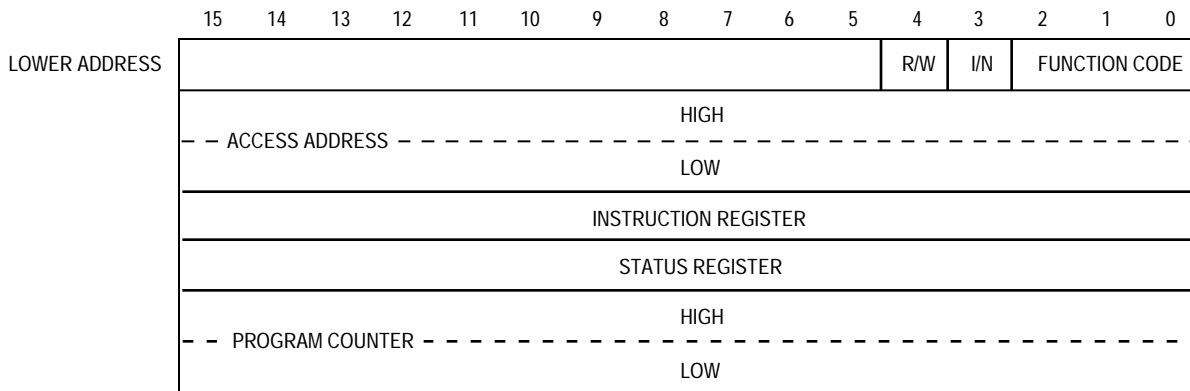 15 14 13 12 11 10 9 8 7 6 5 4 3 2 1 0
LOWER ADDRESS R/W I/N FUNCTION CODE
HIGH
ACCESS ADDRESS
LOW
INSTRUCTION REGISTER
STATUS REGISTER
HIGH
PROGRAM COUNTER
LOW